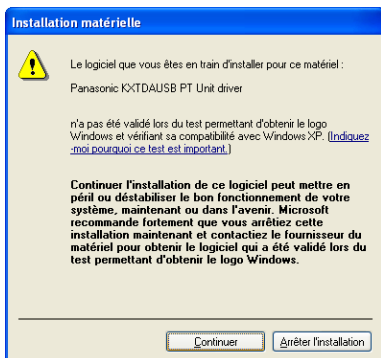 Installation matérielle
Le logiciel que vous êtes en train d'installer pour ce matériel :
Panasonic KXTDAUSB PT Unit driver
n'a pas été validé lors du test permettant d'obtenir le logo
Windows et vérifiant sa compatibilité avec Windows XP. (Indiquez
-moi pourquoi ce test est important.)
Continuer l'installation de ce logiciel peut mettre en
péril ou déstabiliser le bon fonctionnement de votre
système, maintenant ou dans l'avenir. Microsoft
recommande fortement que vous arrêtiez cette
installation maintenant et contactiez le fournisseur du
matériel pour obtenir le logiciel qui a été validé lors du
test permettant d'obtenir le logo Windows.
Continuer
Arrêter l'installation